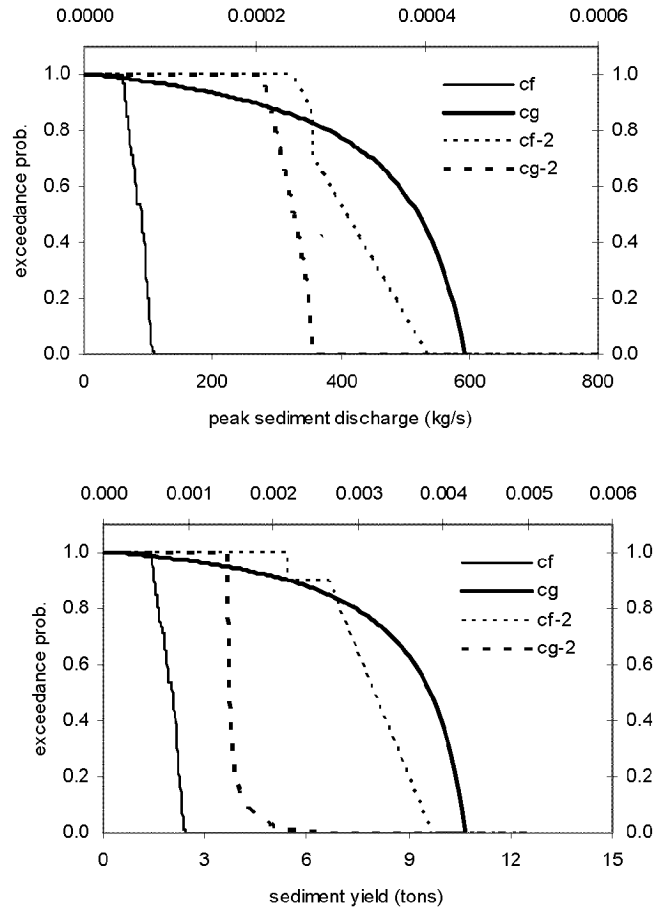 0.0000 0.0002 0.0004 0.0006
1.0 1.0
0.8 0.8
0.6 0.6
0.4 0.4
0.2 0.2
0.0 0.0
exceedance prob.
cf
cg
cf-2
cg-2
0 200 400 600 800
peak sediment discharge (kg/s)
0.000 0.001 0.002 0.003 0.004 0.005 0.006
1.0 1.0
0.8 0.8
0.6 0.6
0.4 0.4
0.2 0.2
0.0 0.0
exceedance prob.
cf
cg
cf-2
cg-2
0 3 6 9 12 15
sediment yield (tons)